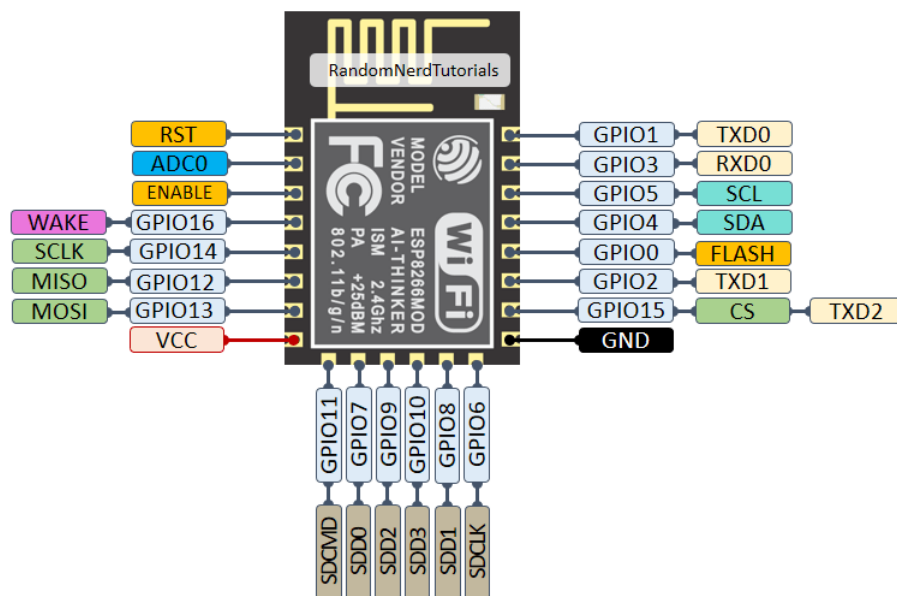 RandomNerdTutorials
RST
ADC0
ENABLE
WAKE GPIO16
SCLK GPIO14
MISO GPIO12
MOSI GPIO13
VCC
MODEL
VENDOR
ESP8266MOD
AI-THINKER
ISM 2.4Ghz
PA +25dBm
802.11b/g/n
FC
Wi Fi
GPIO1 TXD0
GPIO3 RXD0
GPIO5 SCL
GPIO4 SDA
GPIO0 FLASH
GPIO2 TXD1
GPIO15 CS TXD2
GND
GPIO11 SDCMD
GPIO7 SDD0
GPIO9 SDD2
GPIO10 SDD3
GPIO8 SDD1
GPIO6 SDCLK